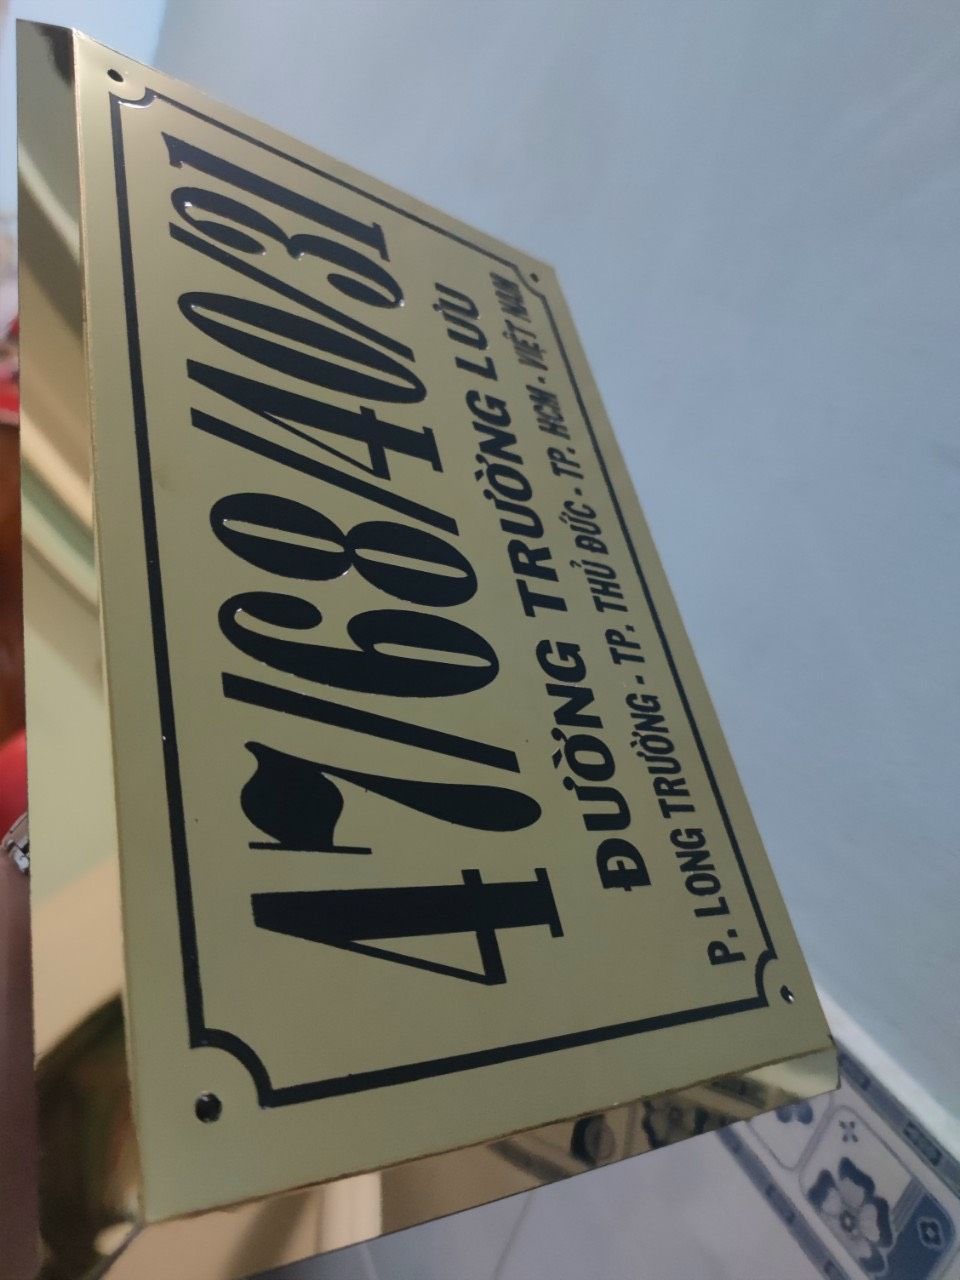 47/68/40/31
ĐƯỜNG TRƯỜNG LƯU
P. LONG TRƯỜNG - TP. THỦ ĐỨC - TP. HCM - VIỆT NAM